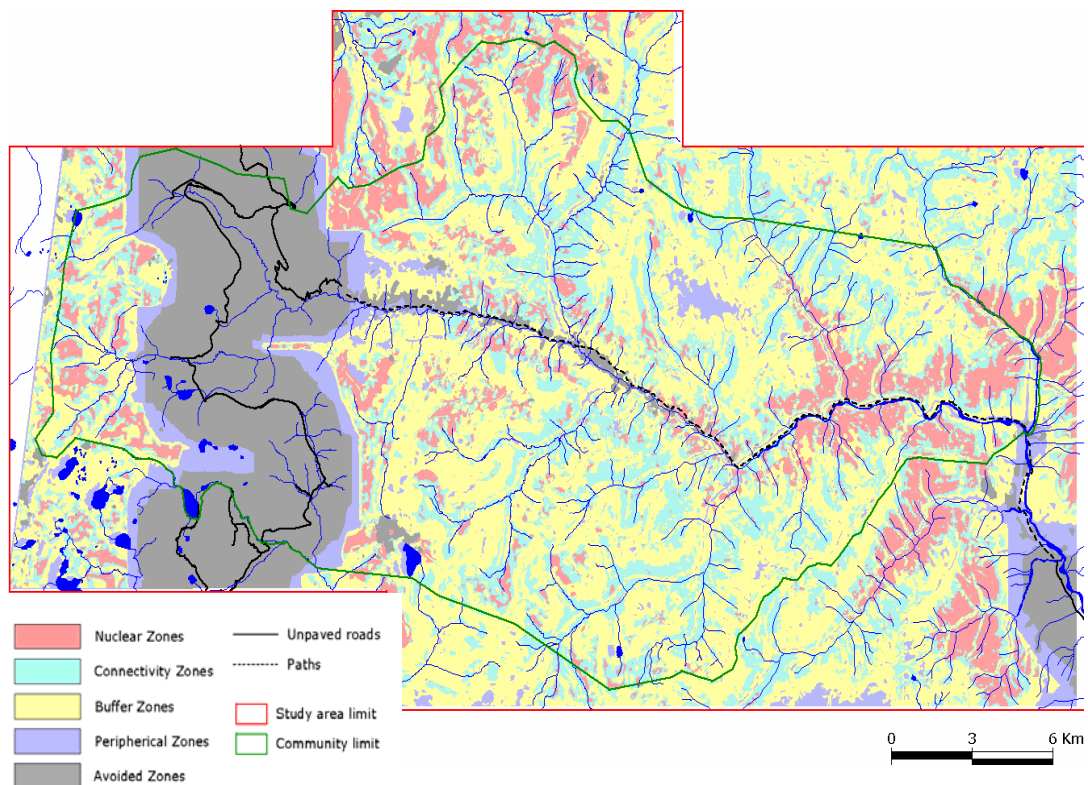 Nuclear Zones
Connectivity Zones
Buffer Zones
Peripherical Zones
Avoided Zones
Unpaved roads
Paths
Study area limit
Community limit
0 3 6 Km